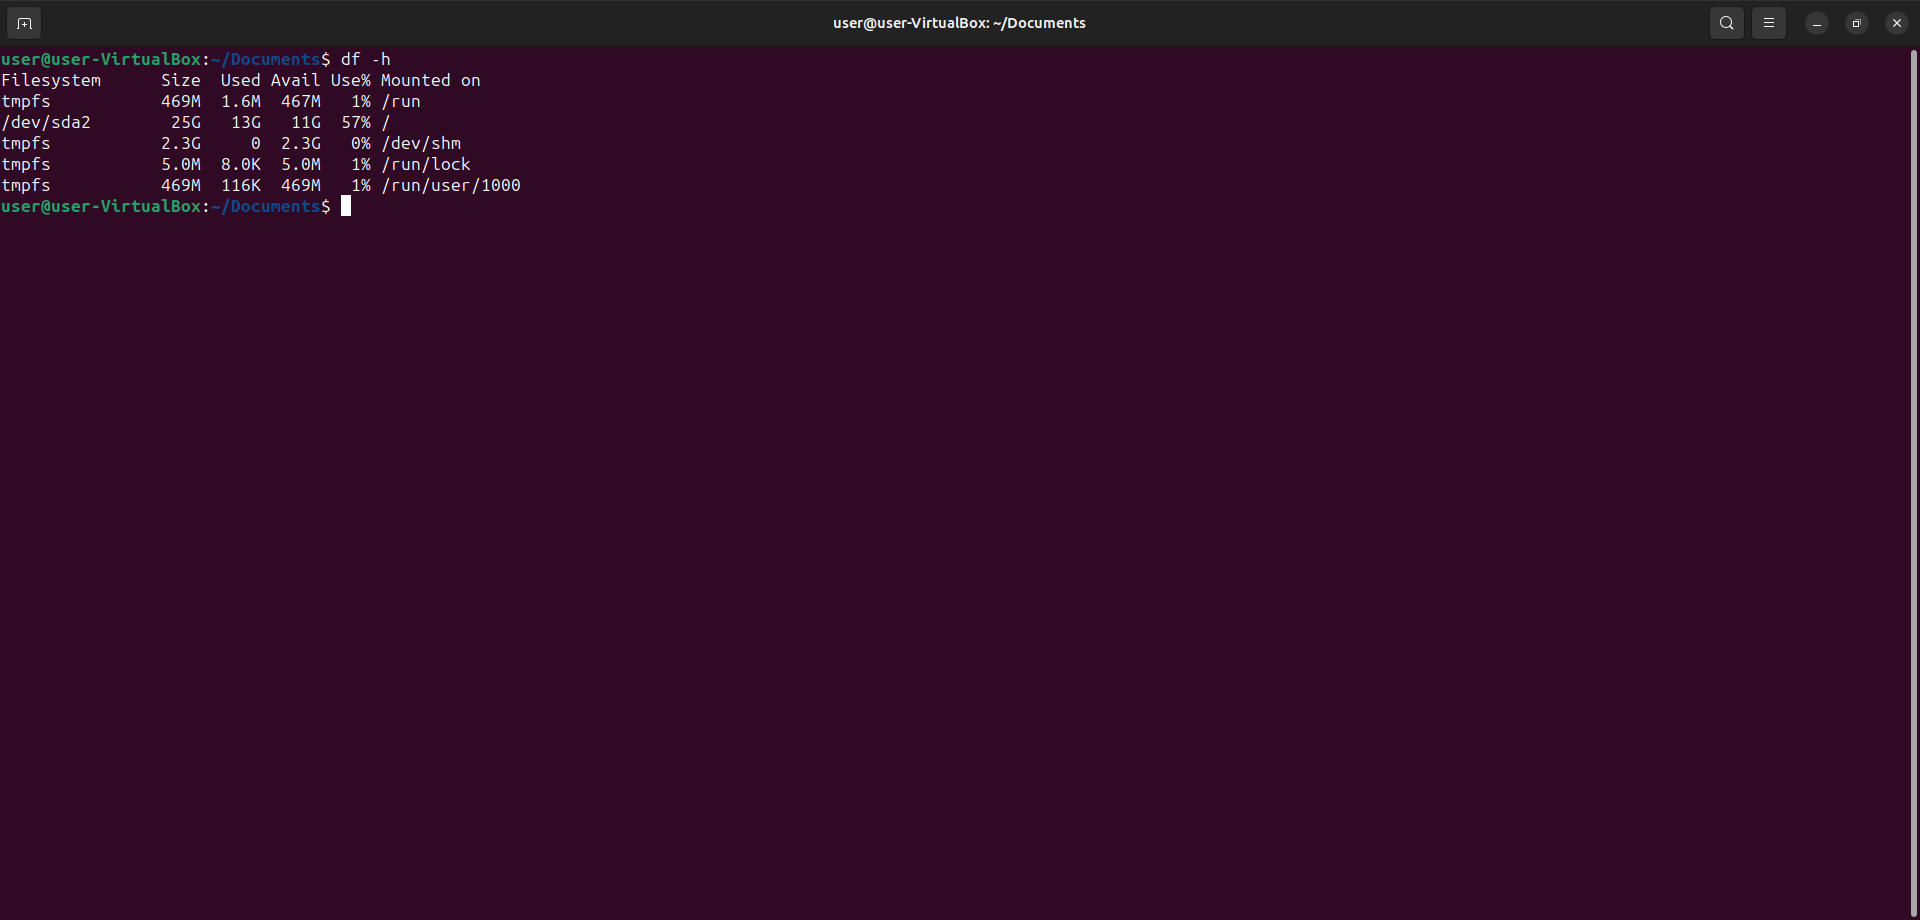 user@user-VirtualBox: ~/Documents
user@user-VirtualBox:~/Documents$ df -h
Filesystem      Size  Used Avail Use% Mounted on
tmpfs           469M  1.6M  467M   1% /run
/dev/sda2        25G   13G   11G  57% /
tmpfs           2.3G     0  2.3G   0% /dev/shm
tmpfs           5.0M  8.0K  5.0M   1% /run/lock
tmpfs           469M  116K  469M   1% /run/user/1000
user@user-VirtualBox:~/Documents$